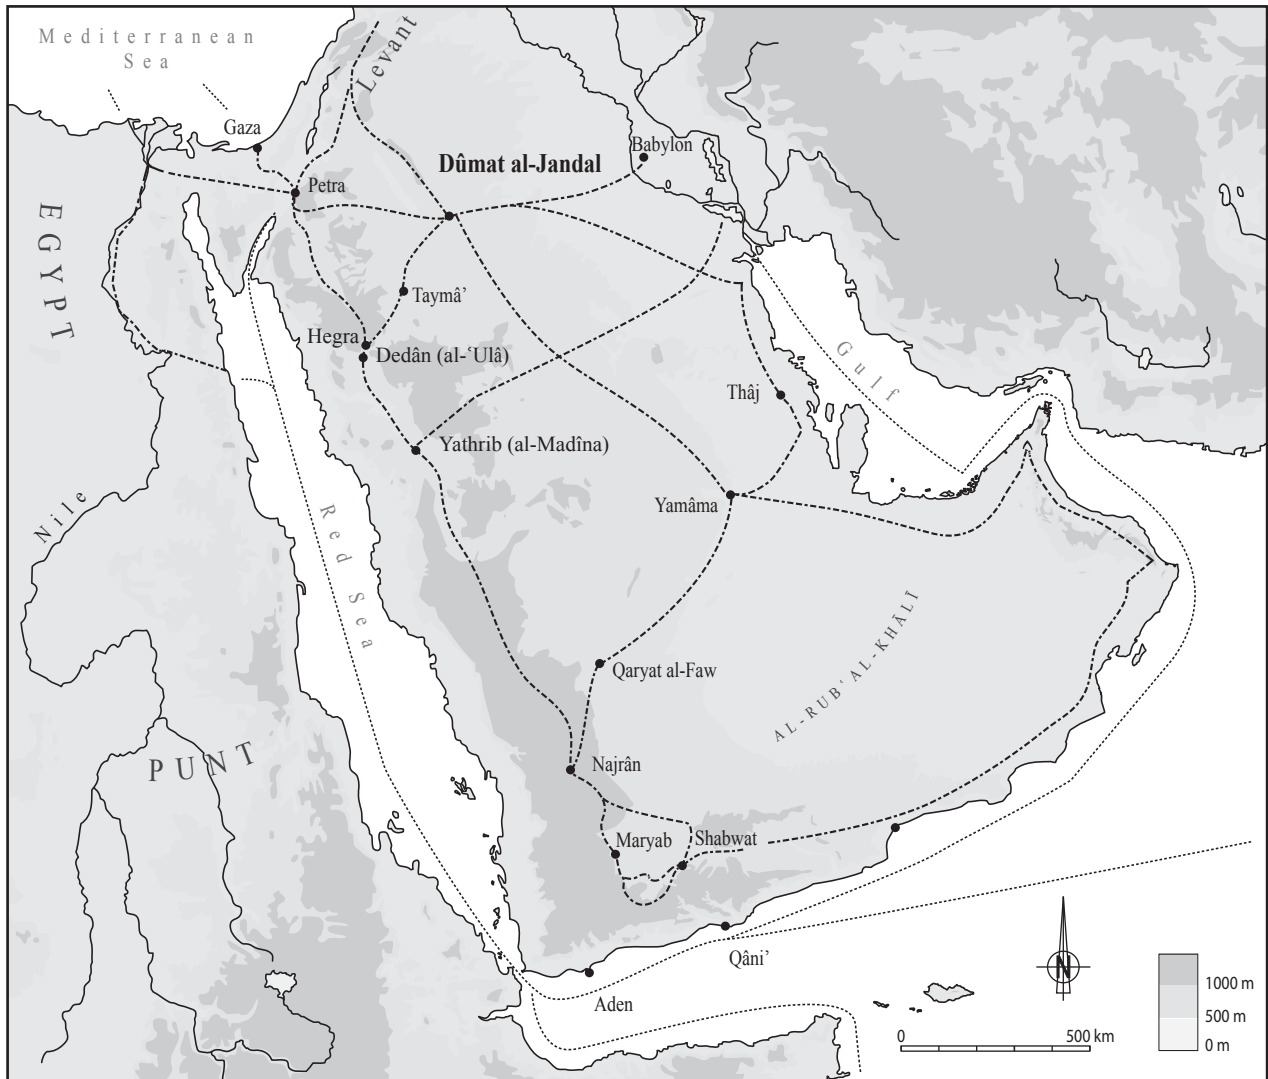 Mediterranean
Sea
Levant
Gaza
Babylon
Dûmat al-Jandal
Petra
EGYPT
Taymâ’
Hegra
Dedân (al-‘Ulâ)
Gulf
Thâj
Yathrib (al-Madîna)
Yamâma
Nile
Red Sea
AL-RUB‘ AL-KHĀLĪ
Qaryat al-Faw
PUNT
Najrân
Maryab
Shabwat
Qâni’
Aden
N
1000 m
500 m
0 m
0 500 km